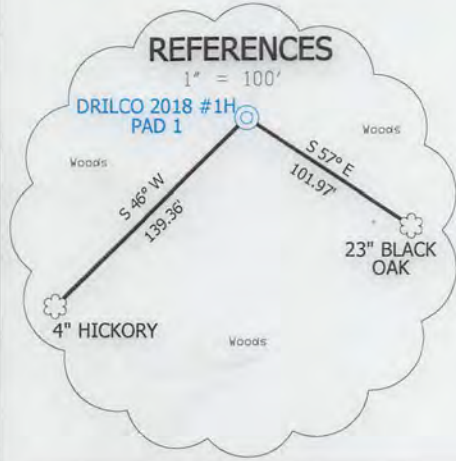 REFERENCES
1" = 100'
DRILCO 2018 #1H
PAD 1
Woods
Woods
S 46° W
139.36'
S 57° E
101.97'
23" BLACK
OAK
4" HICKORY
Woods